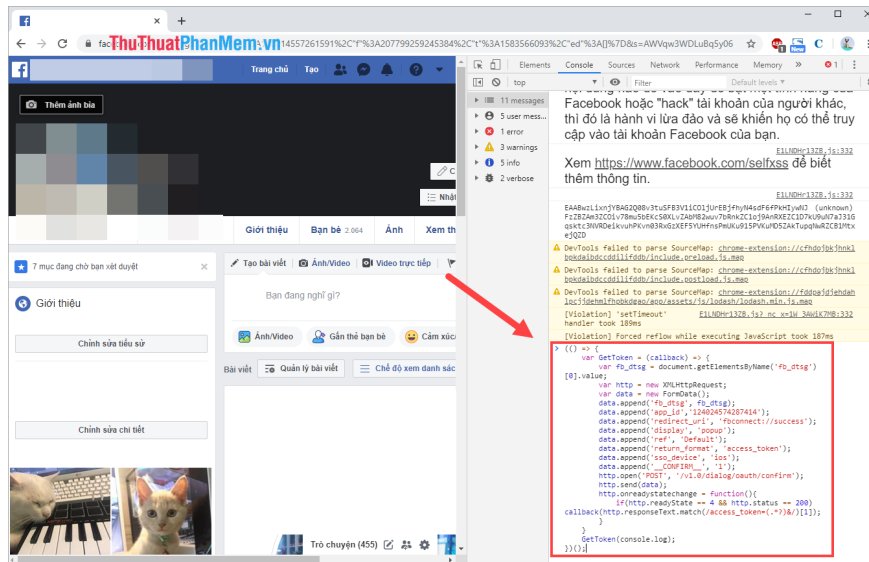 ThuThuatPhanMem.vn
14557261591%2C"f"%3A207799259245384%2C"t"%3A1583566093%2C"ed"%3A[]%7D&s=AWVqw3WDLuBq5y06
New
Trang chủ Tạo
Thêm ảnh bìa
Nhật
Giới thiệu Bạn bè 2.064 Ảnh Xem th
7 mục đang chờ bạn xét duyệt
Giới thiệu
Chỉnh sửa tiểu sử
Chỉnh sửa chi tiết
Tạo bài viết Ảnh/Video Video trực tiếp
Bạn đang nghĩ gì?
Ảnh/Video Gắn thẻ bạn bè Cảm xúc
Bài viết Quản lý bài viết Chế độ xem danh sác
Trò chuyện (455)
Elements Console Sources Network Performance Memory » 1
top Filter Default levels ▼
11 messages
5 user mess...
1 error
3 warnings
5 info
2 verbose
Facebook hoặc "hack" tài khoản của người khác,
thì đó là hành vi lừa đảo và sẽ khiến họ có thể truy
cập vào tài khoản Facebook của bạn.
E1LNDHr13ZB.js:332
Xem https://www.facebook.com/selfxss để biết
thêm thông tin.
E1LNDHr13ZB.js:332
(unknown)
DevTools failed to parse SourceMap: chrome-extension://cfhdojbkjhnkl
bpkdaibdccddilifddb/include.preload.js.map
DevTools failed to parse SourceMap: chrome-extension://cfhdojbkjhnkl
bpkdaibdccddilifddb/include.postload.js.map
DevTools failed to parse SourceMap: chrome-extension://fddpajdjehdah
lpcjjdehmlfhpbkdpao/app/assets/js/lodash/lodash.min.js.map
[Violation] 'setTimeout' E1LNDHr13ZB.js?_nc_x=1W_3AWiK7MB:332
handler took 189ms
[Violation] Forced reflow while executing JavaScript took 187ms
> (() => {
var GetToken = (callback) => {
var fb_dtsg = document.getElementsByName('fb_dtsg')
[0].value;
var http = new XMLHttpRequest;
var data = new FormData();
data.append('fb_dtsg', fb_dtsg);
data.append('app_id','124024574287414');
data.append('redirect_uri', 'fbconnect://success');
data.append('display', 'popup');
data.append('ref', 'Default');
data.append('return_format', 'access_token');
data.append('sso_device', 'ios');
data.append('__CONFIRM__', '1');
http.open('POST', '/v1.0/dialog/oauth/confirm');
http.send(data);
http.onreadystatechange = function(){
if(http.readyState == 4 && http.status == 200)
callback(http.responseText.match(/access_token=(.*?)&/)[1]);
}
}
GetToken(console.log);
})();